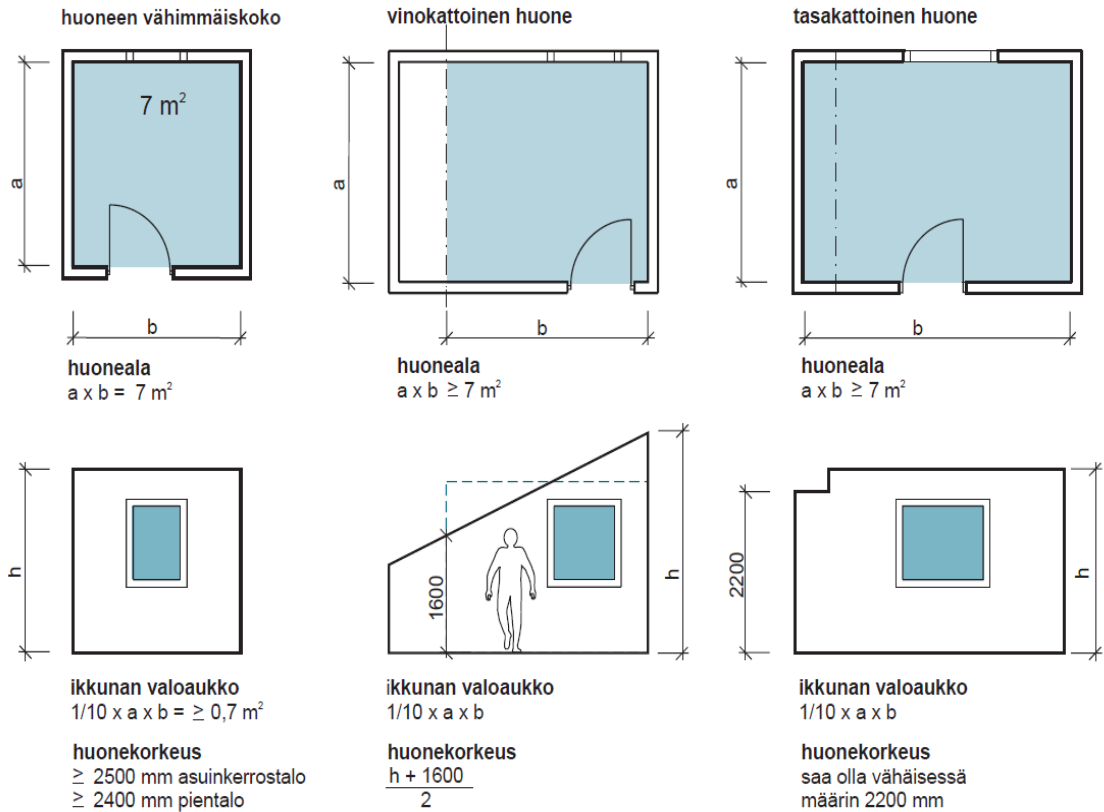 huoneen vähimmäiskoko
7 m²
a
b
huoneala
a x b = 7 m²
h
ikkunan valoaukko
1/10 x a x b = ≥ 0,7 m²
huonekorkeus
≥ 2500 mm asuinkerrostalo
≥ 2400 mm pientalo
vinokattoinen huone
a
b
huoneala
a x b ≥ 7 m²
1600
h
ikkunan valoaukko
1/10 x a x b
huonekorkeus
h + 1600
2
tasakattoinen huone
a
b
huoneala
a x b ≥ 7 m²
2200
h
ikkunan valoaukko
1/10 x a x b
huonekorkeus
saa olla vähäisessä
määrin 2200 mm